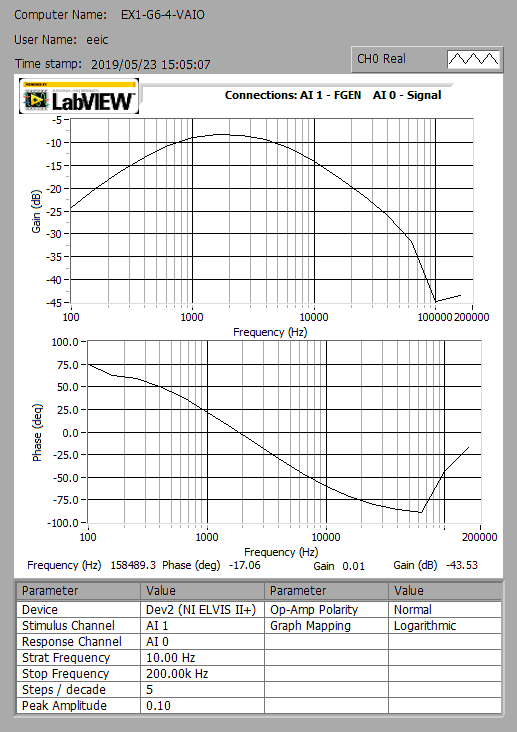 Computer Name: EX1-G6-4-VAIO
User Name: eeic
Time stamp: 2019/05/23 15:05:07
CH0 Real
LabVIEW
Connections: AI 1 - FGEN AI 0 - Signal
-5
-10
-15
-20
-25
-30
-35
-40
-45
Gain (dB)
100 1000 10000 100000 200000
Frequency (Hz)
100.0
75.0
50.0
25.0
0.0
-25.0
-50.0
-75.0
-100.0
Phase (deg)
100 1000 10000 200000
Frequency (Hz)
Frequency (Hz) 158489.3 Phase (deg) -17.06 Gain 0.01 Gain (dB) -43.53
Parameter Value Parameter Value
Device Dev2 (NI ELVIS II+) Op-Amp Polarity Normal
Stimulus Channel AI 1 Graph Mapping Logarithmic
Response Channel AI 0
Strat Frequency 10.00 Hz
Stop Frequency 200.00k Hz
Steps / decade 5
Peak Amplitude 0.10